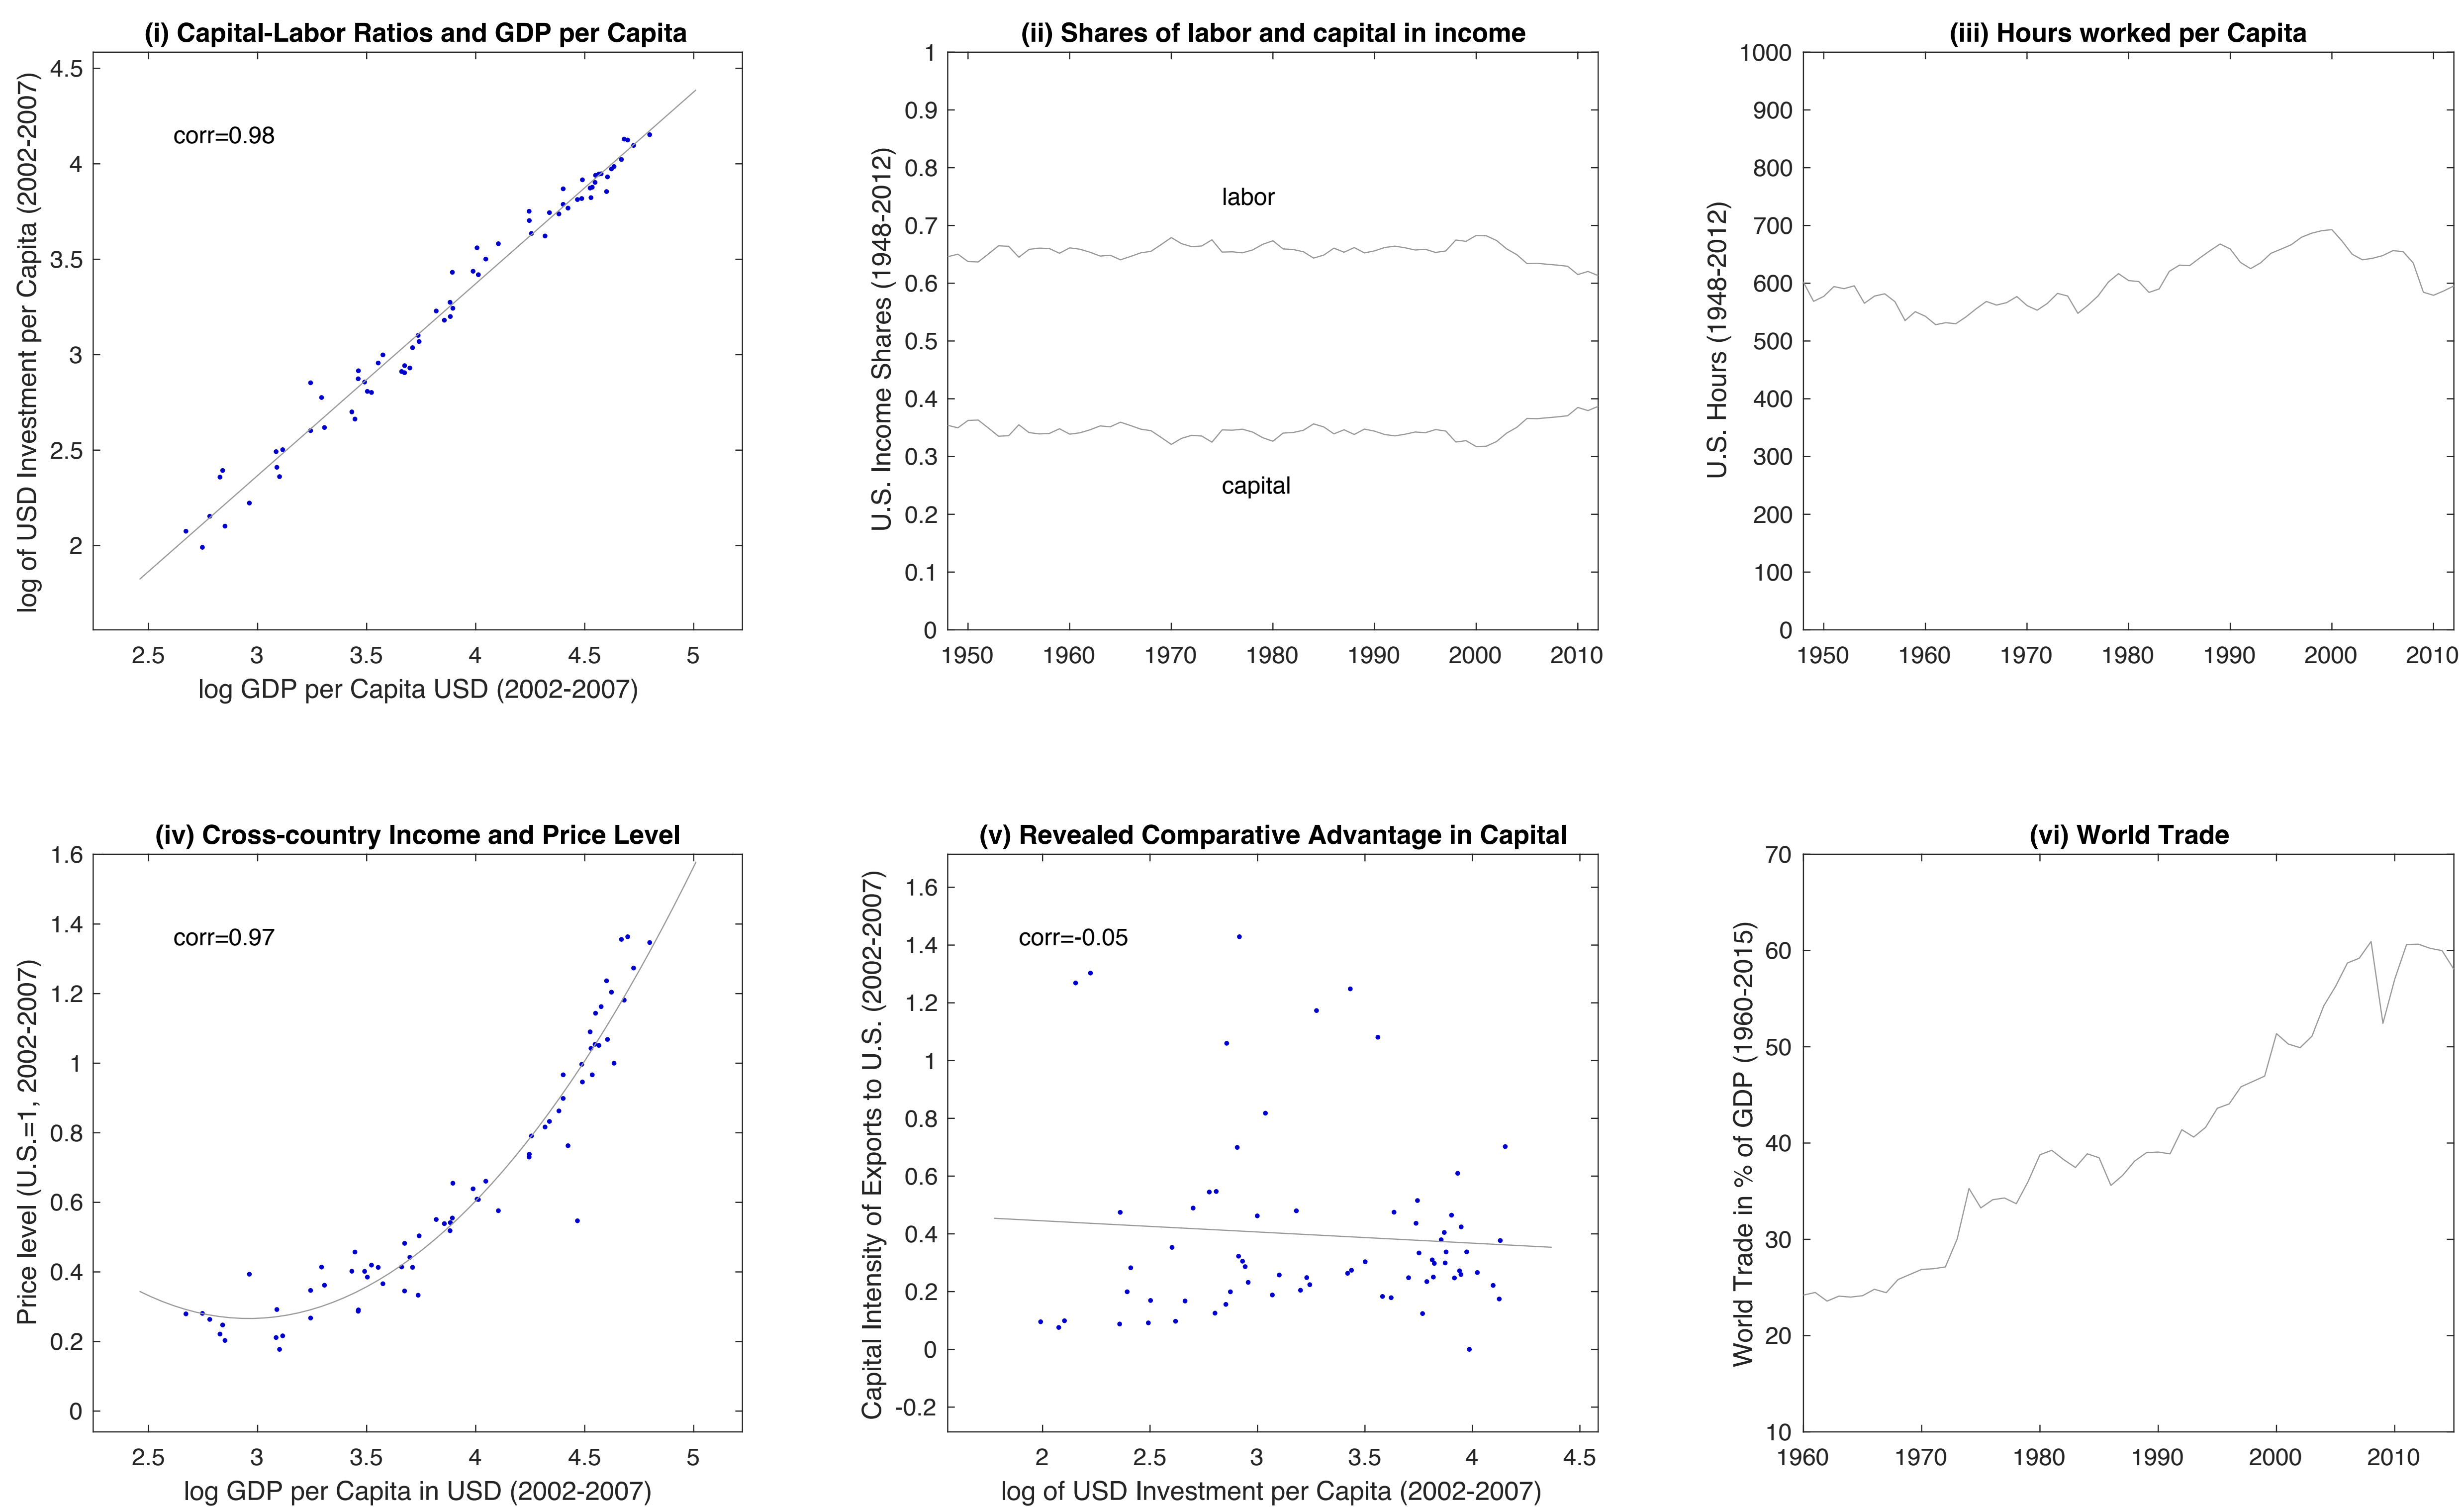 (i) Capital-Labor Ratios and GDP per Capita
log of USD Investment per Capita (2002-2007)
4.5
4
3.5
3
2.5
2
corr=0.98
2.5 3 3.5 4 4.5 5
log GDP per Capita USD (2002-2007)
(ii) Shares of labor and capital in income
U.S. Income Shares (1948-2012)
1
0.9
0.8
0.7
0.6
0.5
0.4
0.3
0.2
0.1
0
labor
capital
1950 1960 1970 1980 1990 2000 2010
(iii) Hours worked per Capita
U.S. Hours (1948-2012)
1000
900
800
700
600
500
400
300
200
100
0
1950 1960 1970 1980 1990 2000 2010
(iv) Cross-country Income and Price Level
Price level (U.S.=1, 2002-2007)
1.6
1.4
1.2
1
0.8
0.6
0.4
0.2
0
corr=0.97
2.5 3 3.5 4 4.5 5
log GDP per Capita in USD (2002-2007)
(v) Revealed Comparative Advantage in Capital
Capital Intensity of Exports to U.S. (2002-2007)
1.6
1.4
1.2
1
0.8
0.6
0.4
0.2
0
-0.2
corr=-0.05
2 2.5 3 3.5 4 4.5
log of USD Investment per Capita (2002-2007)
(vi) World Trade
World Trade in % of GDP (1960-2015)
70
60
50
40
30
20
10
1960 1970 1980 1990 2000 2010